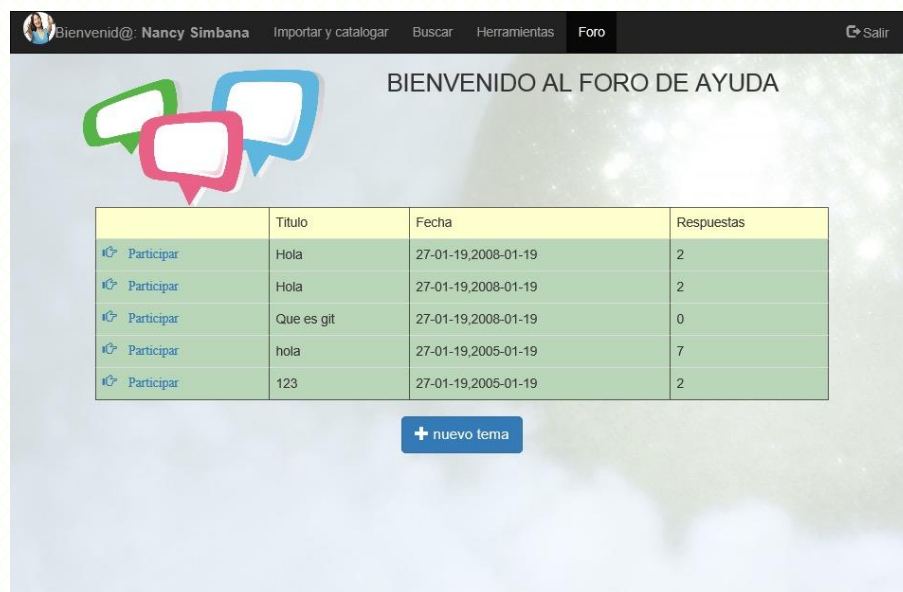 Bienvenid@: Nancy Simbana Importar y catalogar Buscar Herramientas Foro Salir
BIENVENIDO AL FORO DE AYUDA
Titulo Fecha Respuestas
Participar Hola 27-01-19,2008-01-19 2
Participar Hola 27-01-19,2008-01-19 2
Participar Que es git 27-01-19,2008-01-19 0
Participar hola 27-01-19,2005-01-19 7
Participar 123 27-01-19,2005-01-19 2
nuevo tema